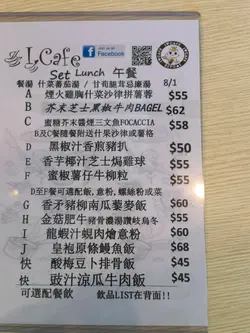 L Cafe
Facebook
Set Lunch 午餐
餐湯 什菜蕃茄湯 / 甘荀龍茸忌廉湯 8/1
A 煙火雞胸什菜沙律拼薯蓉 $55
B 芥末芝士黑椒牛肉BAGEL $62
C 蜜糖芥末醬煙三文魚FOCACCIA $58
B及C餐隨餐附送什果沙律或薯格
D 黑椒汁香煎豬扒 $50
E 香芋椰汁芝士焗雞球 $55
F 蜜椒薯仔牛柳粒 $55
D至F餐可選配飯, 意粉, 螺絲粉或菜
G 香矛豬柳南瓜藜麥飯 $60
H 金菇肥牛豬骨濃湯讚岐烏冬 $55
I 龍蝦汁蜆肉燴意粉 $60
J 皇袍原條鰻魚飯 $68
快 酸梅豆卜排骨飯 $45
快 豉汁涼瓜牛肉飯 $45
可選配餐飲 飲品LIST在背面!!